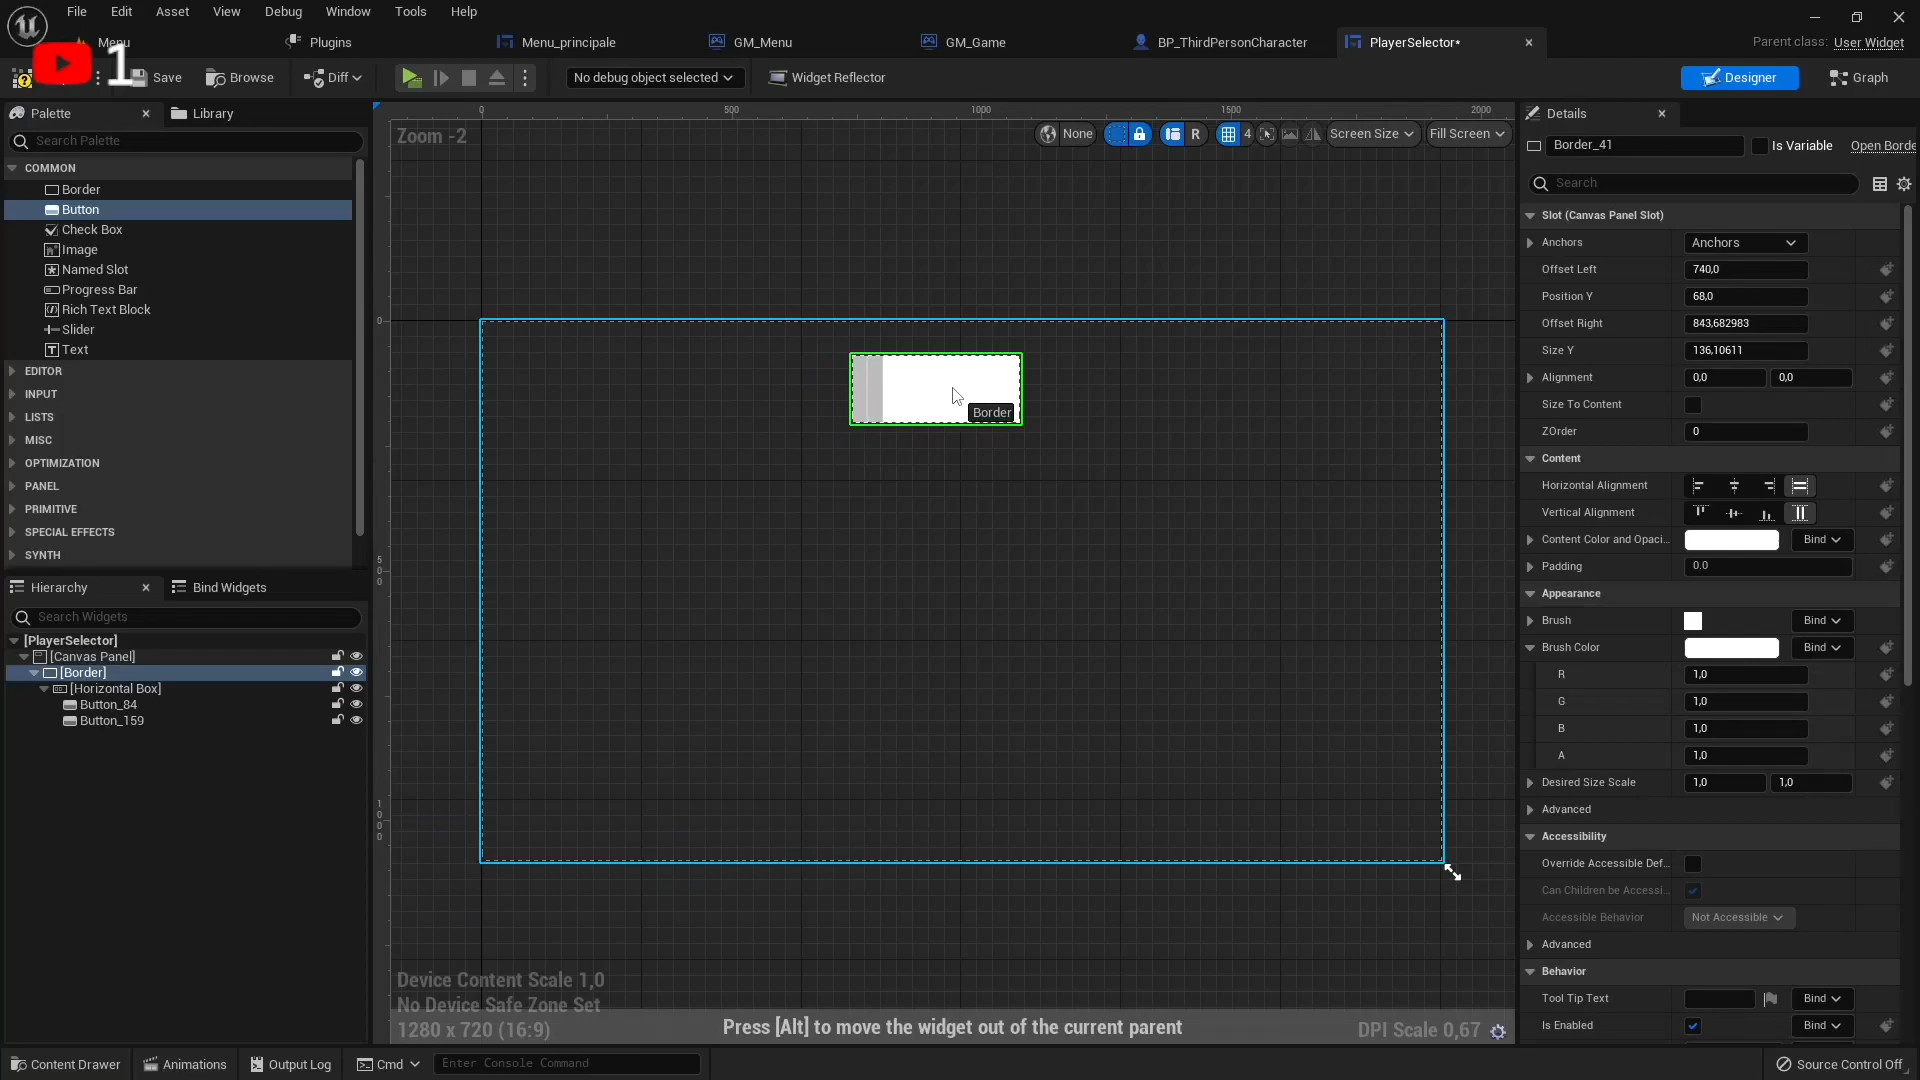 File Edit Asset View Debug Window Tools Help
Menu Plugins Menu_principale GM_Menu GM_Game BP_ThirdPersonCharacter PlayerSelector* Parent class: User Widget
1 Save Browse Diff No debug object selected Widget Reflector Designer Graph
Palette Library
Search Palette
COMMON
Border
Button
Check Box
Image
Named Slot
Progress Bar
Rich Text Block
Slider
Text
EDITOR
INPUT
LISTS
MISC
OPTIMIZATION
PANEL
PRIMITIVE
SPECIAL EFFECTS
SYNTH
Hierarchy Bind Widgets
Search Widgets
[PlayerSelector]
[Canvas Panel]
[Border]
[Horizontal Box]
Button_84
Button_159
0 500 1000 1500 2000
Zoom -2 None R 4 Screen Size Fill Screen
0
Border
500
1000
Device Content Scale 1,0
No Device Safe Zone Set
1280 x 720 (16:9) Press [Alt] to move the widget out of the current parent DPI Scale 0,67
Details
Border_41 Is Variable Open Borde
Search
Slot (Canvas Panel Slot)
Anchors Anchors
Offset Left 740,0
Position Y 68,0
Offset Right 843,682983
Size Y 136,10611
Alignment 0,0 0,0
Size To Content
ZOrder 0
Content
Horizontal Alignment
Vertical Alignment
Content Color and Opaci... Bind
Padding 0.0
Appearance
Brush Bind
Brush Color Bind
R 1,0
G 1,0
B 1,0
A 1,0
Desired Size Scale 1,0 1,0
Advanced
Accessibility
Override Accessible Def...
Can Children be Accessi...
Accessible Behavior Not Accessible
Advanced
Behavior
Tool Tip Text Bind
Is Enabled Bind
Content Drawer Animations Output Log Cmd Enter Console Command Source Control Off